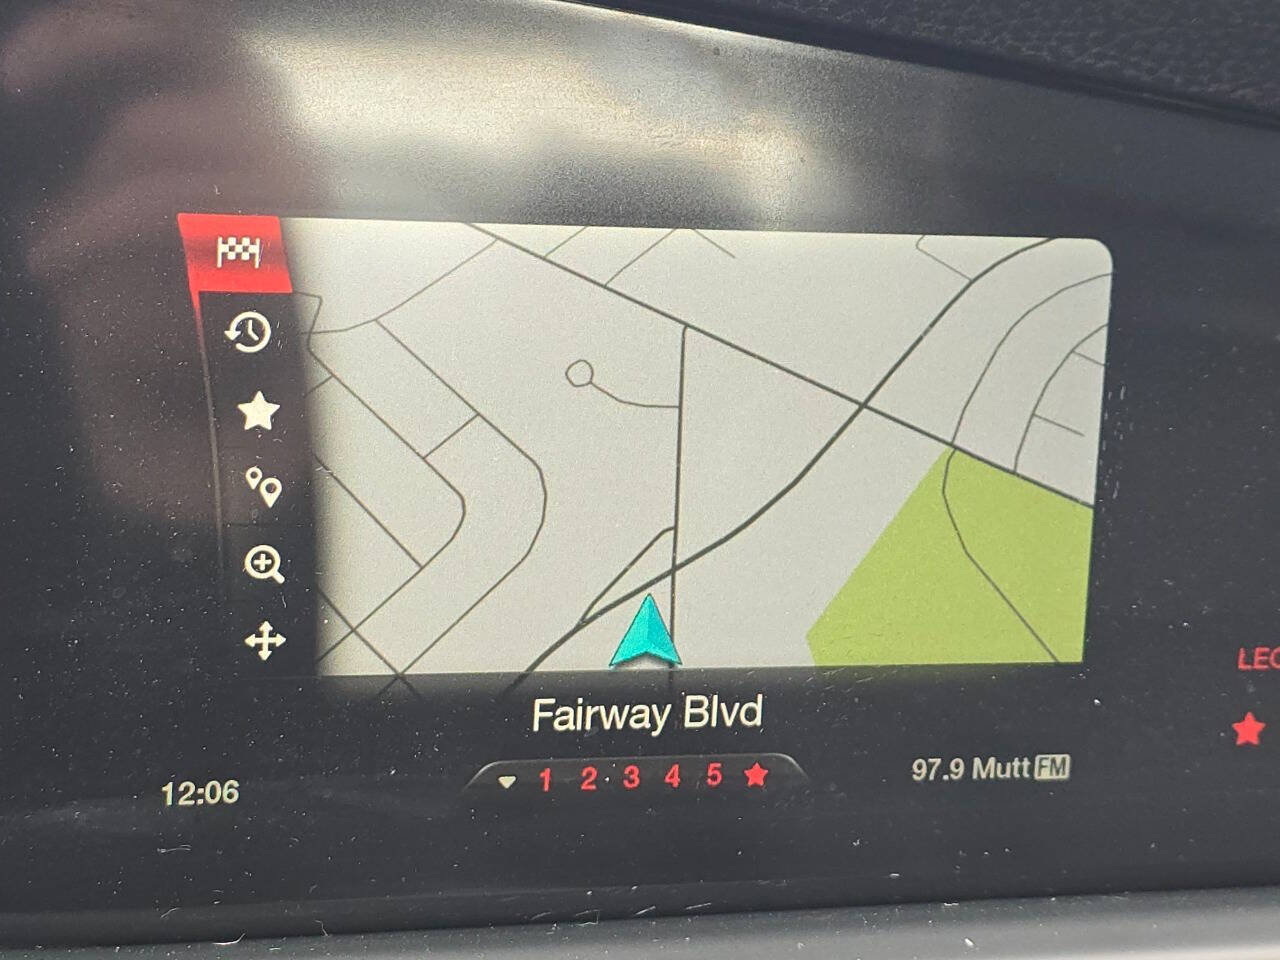 Fairway Blvd
1 2 3 4 5
12:06
97.9 Mutt FM